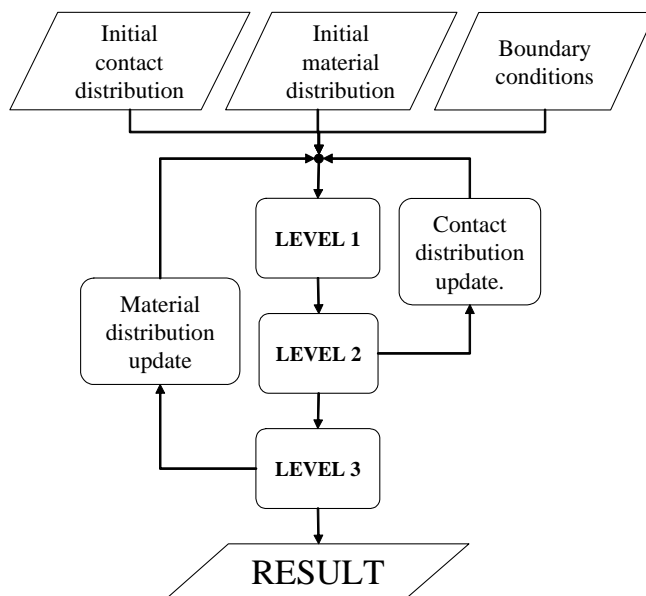 Initial
contact
distribution
Initial
material
distribution
Boundary
conditions
LEVEL 1
Contact
distribution
update.
Material
distribution
update
LEVEL 2
LEVEL 3
RESULT